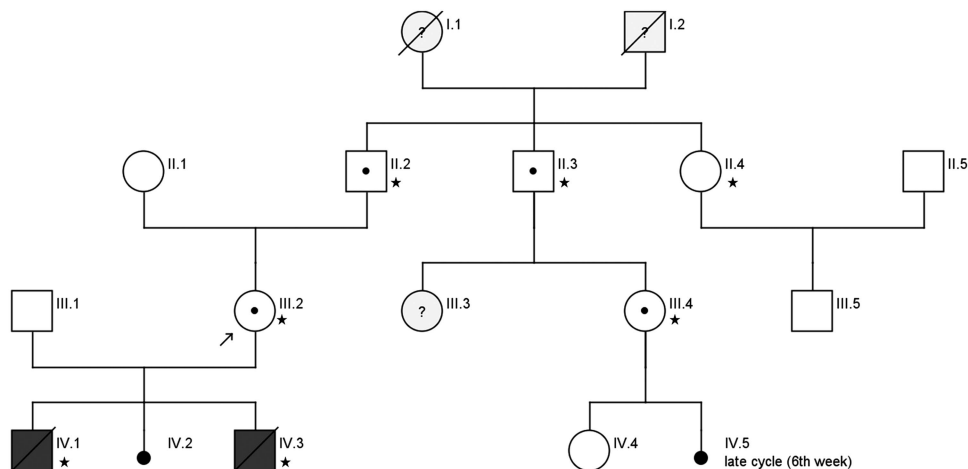 ? I.1
? I.2
II.1
II.2
II.3
II.4
II.5
III.1
III.2
? III.3
III.4
III.5
IV.1
IV.2
IV.3
IV.4
IV.5
late cycle (6th week)